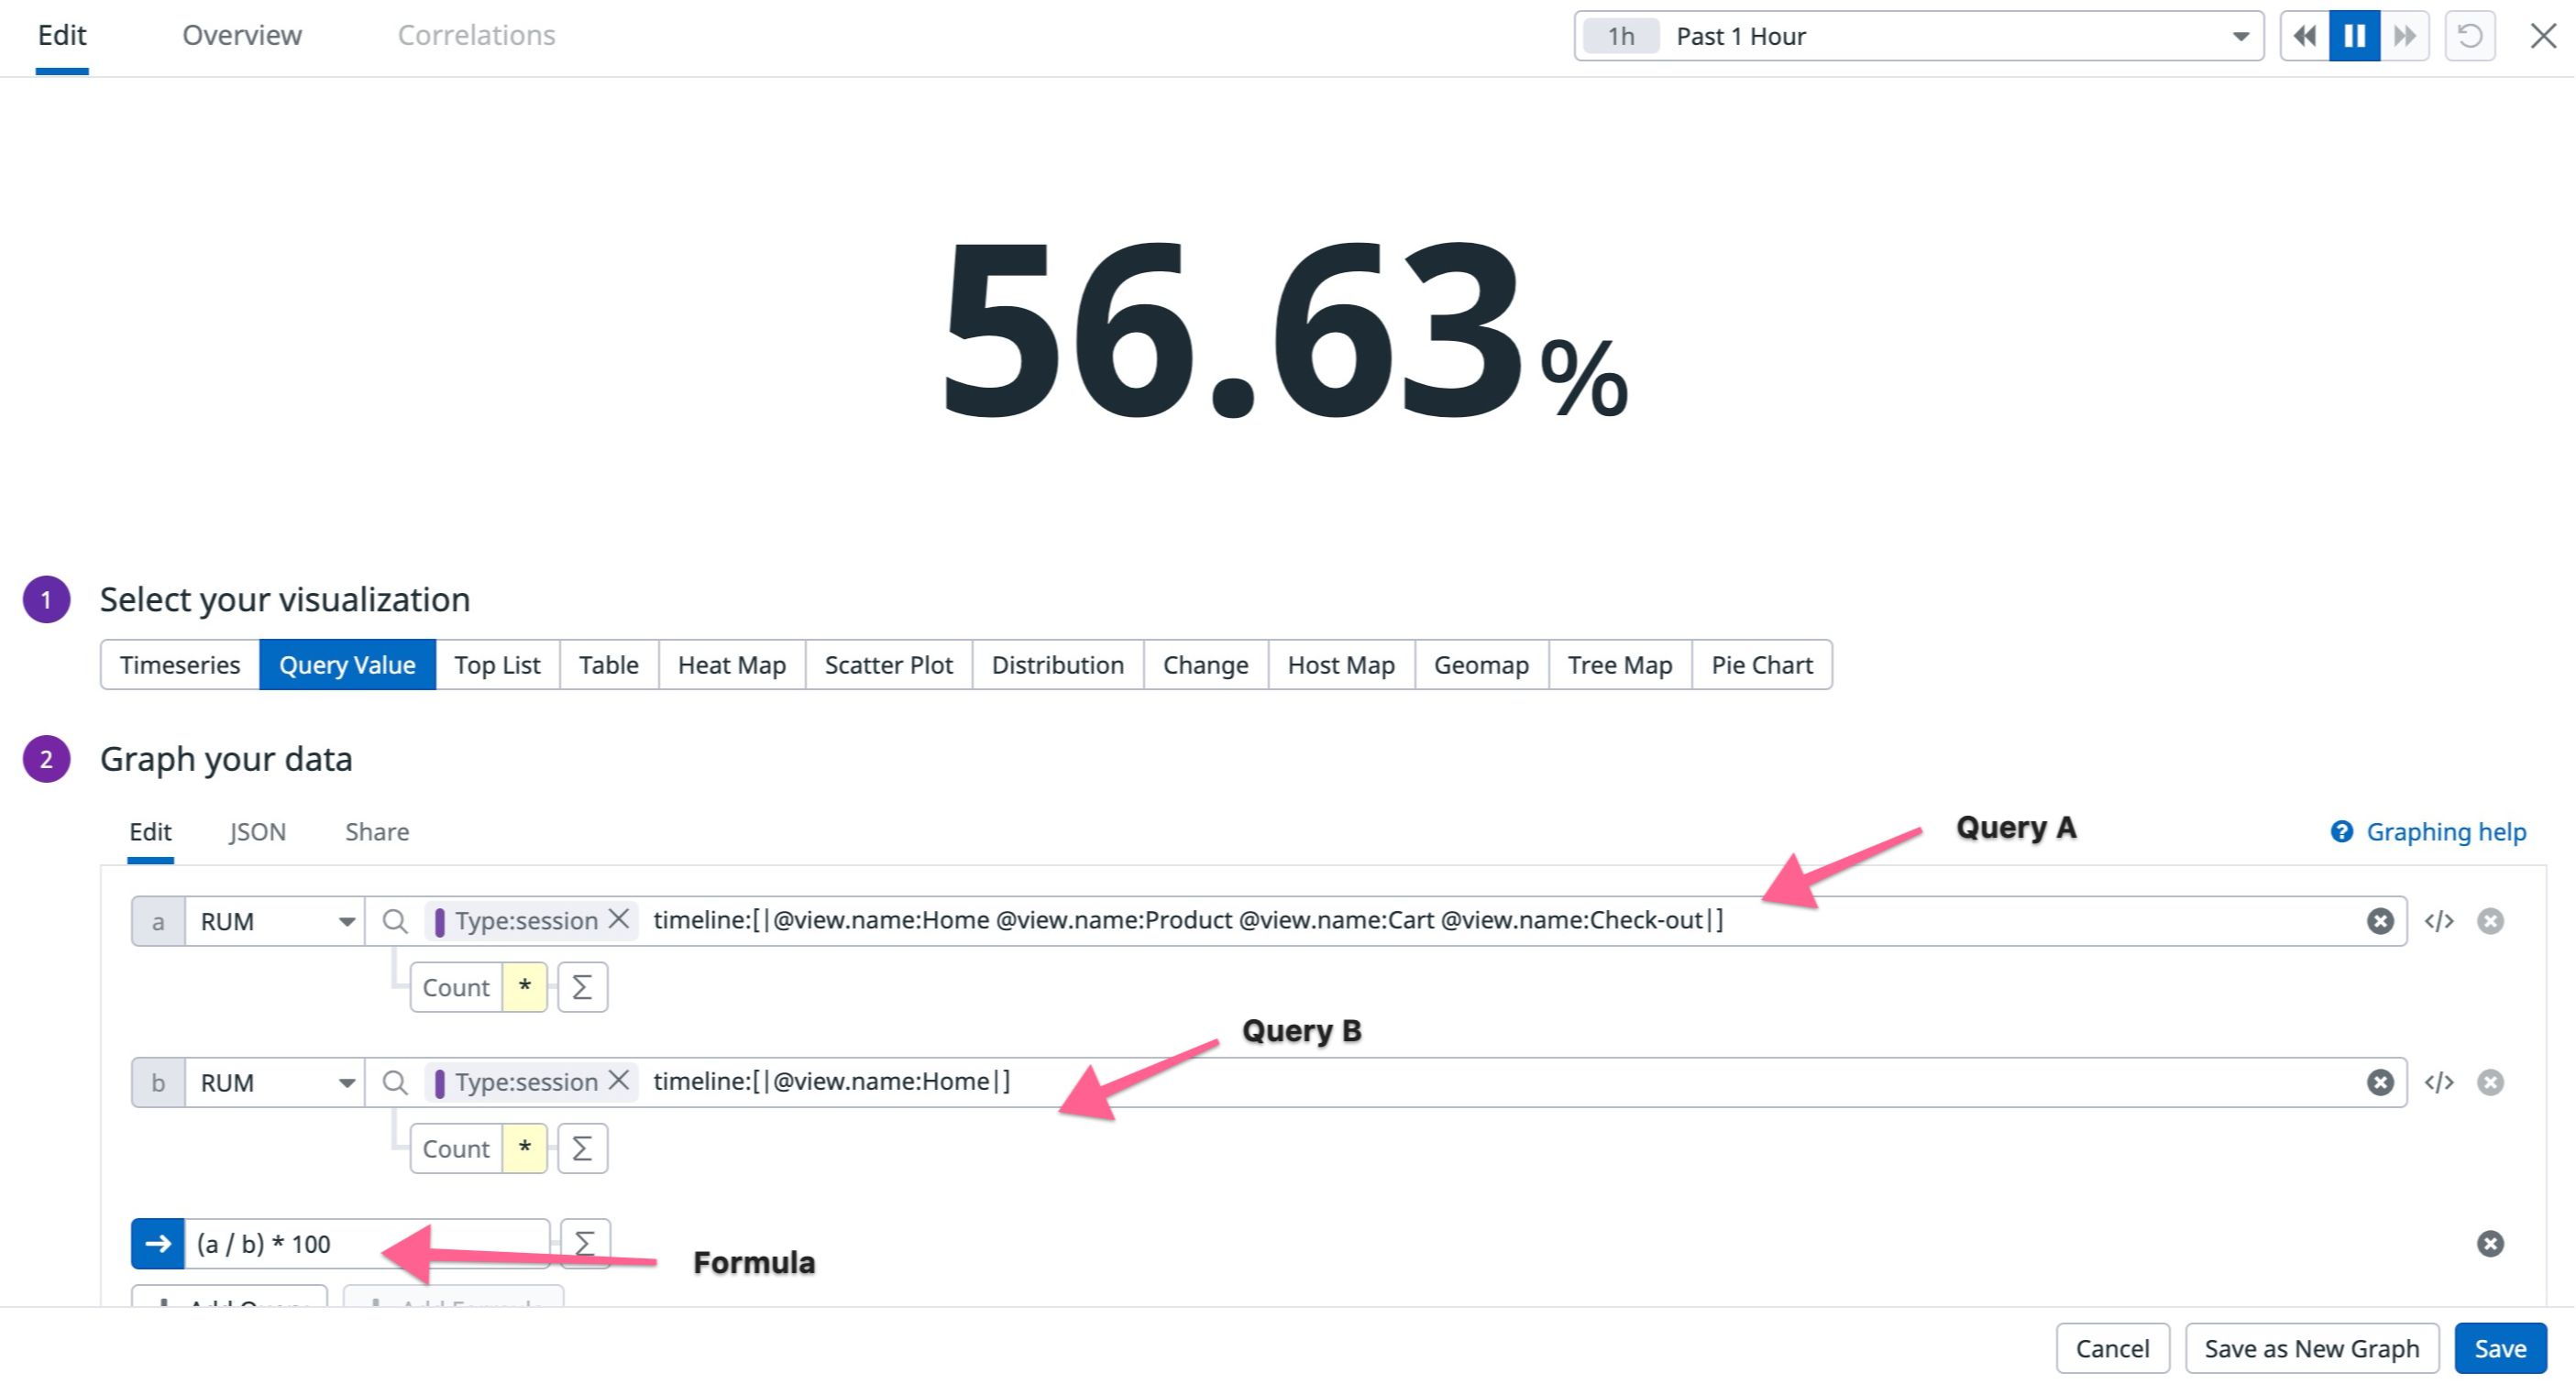 Edit Overview Correlations 1h Past 1 Hour
56.63%
1 Select your visualization
Timeseries Query Value Top List Table Heat Map Scatter Plot Distribution Change Host Map Geomap Tree Map Pie Chart
2 Graph your data
Query A
Edit JSON Share ? Graphing help
a RUM Type:session timeline:[|@view.name:Home @view.name:Product @view.name:Cart @view.name:Check-out|] </>
Count * Σ
Query B
b RUM Type:session timeline:[|@view.name:Home|] </>
Count * Σ
(a / b) * 100 Σ
Formula
Add Query Add Formula
Cancel Save as New Graph Save